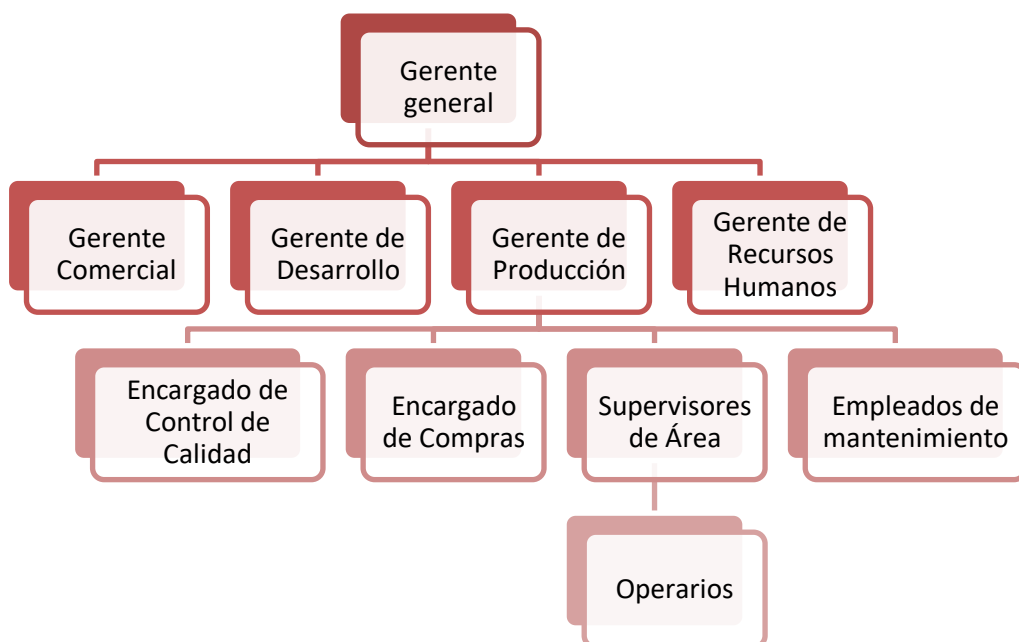 Gerente
general
Gerente
Comercial
Gerente de
Desarrollo
Gerente de
Producción
Gerente de
Recursos
Humanos
Encargado de
Control de
Calidad
Encargado
de Compras
Supervisores
de Área
Empleados de
mantenimiento
Operarios